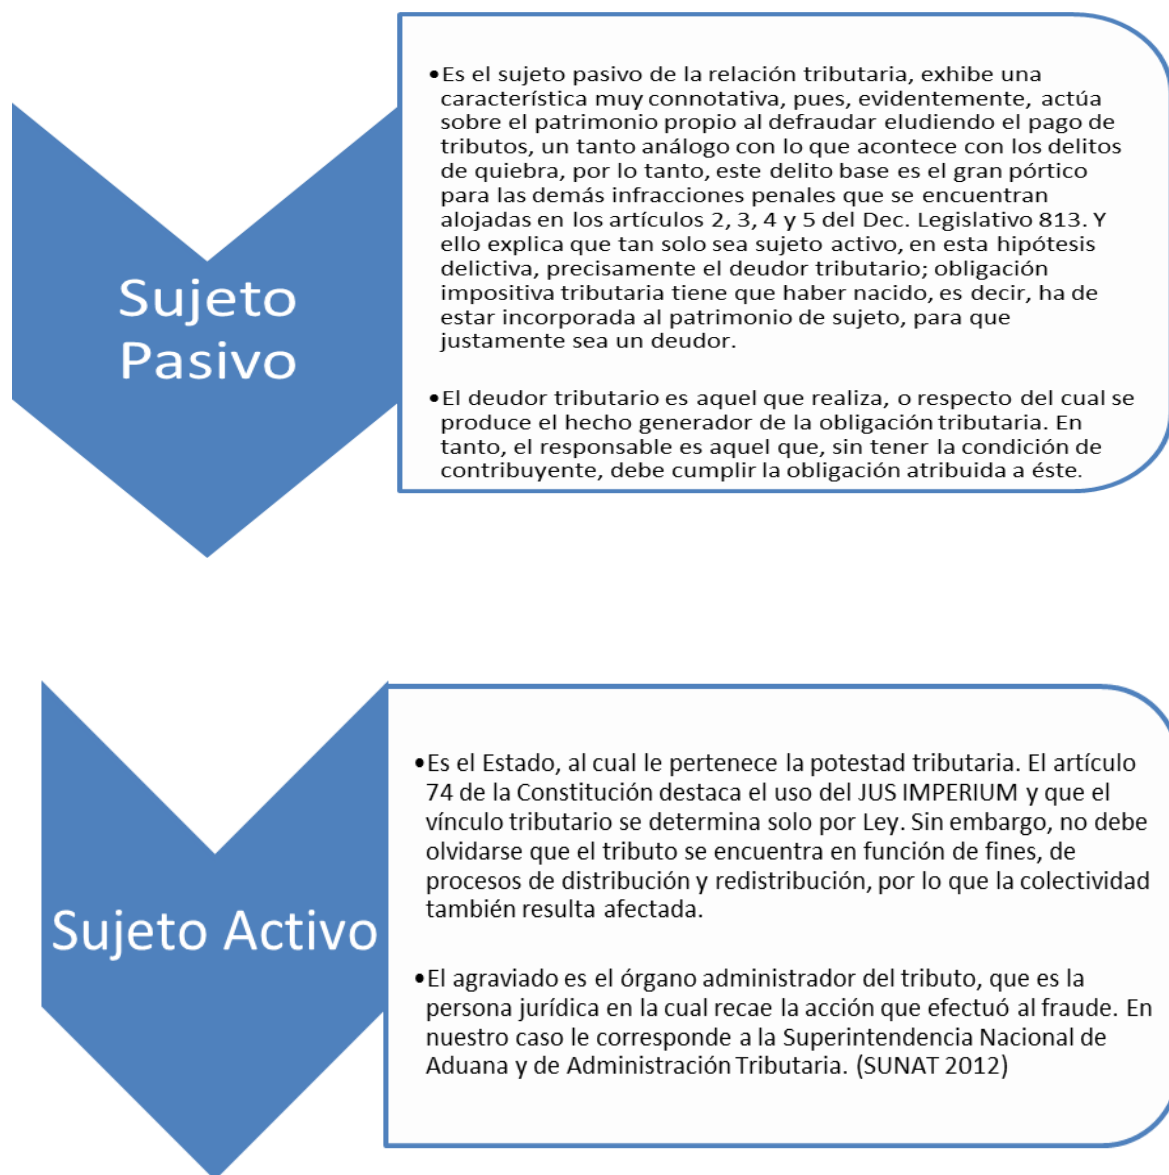 Sujeto
Pasivo
•Es el sujeto pasivo de la relación tributaria, exhibe una
característica muy connotativa, pues, evidentemente, actúa
sobre el patrimonio propio al defraudar eludiendo el pago de
tributos, un tanto análogo con lo que acontece con los delitos
de quiebra, por lo tanto, este delito base es el gran pórtico
para las demás infracciones penales que se encuentran
alojadas en los artículos 2, 3, 4 y 5 del Dec. Legislativo 813. Y
ello explica que tan solo sea sujeto activo, en esta hipótesis
delictiva, precisamente el deudor tributario; obligación
impositiva tributaria tiene que haber nacido, es decir, ha de
estar incorporada al patrimonio de sujeto, para que
justamente sea un deudor.
•El deudor tributario es aquel que realiza, o respecto del cual se
produce el hecho generador de la obligación tributaria. En
tanto, el responsable es aquel que, sin tener la condición de
contribuyente, debe cumplir la obligación atribuida a éste.
Sujeto Activo
•Es el Estado, al cual le pertenece la potestad tributaria. El artículo
74 de la Constitución destaca el uso del JUS IMPERIUM y que el
vínculo tributario se determina solo por Ley. Sin embargo, no debe
olvidarse que el tributo se encuentra en función de fines, de
procesos de distribución y redistribución, por lo que la colectividad
también resulta afectada.
•El agraviado es el órgano administrador del tributo, que es la
persona jurídica en la cual recae la acción que efectuó al fraude. En
nuestro caso le corresponde a la Superintendencia Nacional de
Aduana y de Administración Tributaria. (SUNAT 2012)